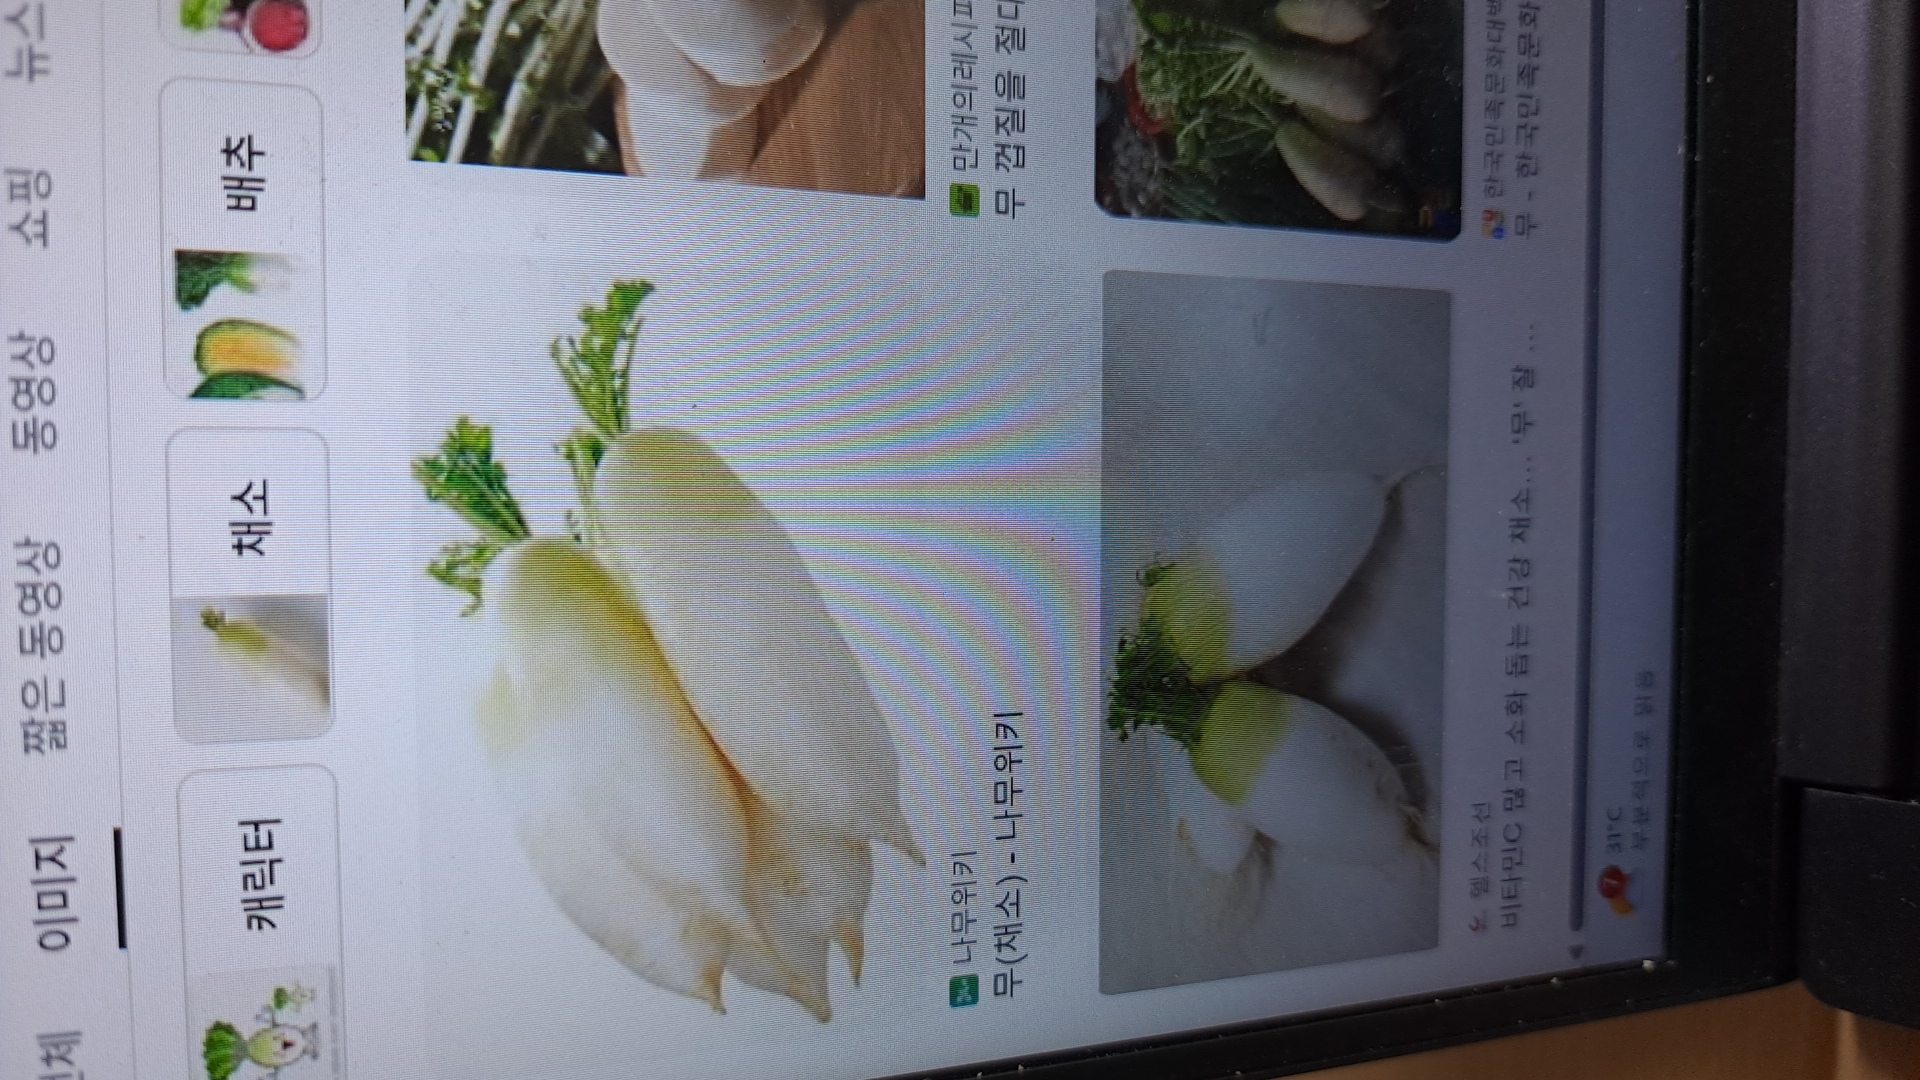 이미지 짧은 동영상 동영상 쇼핑 뉴스
캐릭터 채소 배추
나무위키
무(채소) - 나무위키
만개의레시피
무 껍질을 절대
헬스조선
비타민C 많고 소화 돕는 건강 채소... '무' 잘 ...
한국민족문화대백
무 - 한국민족문화
31°C
부분적으로 맑음